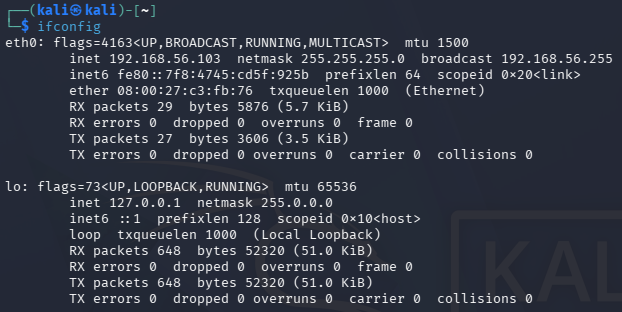 ┌──(kali㉿kali)-[~]
└─$ ifconfig
eth0: flags=4163<UP,BROADCAST,RUNNING,MULTICAST>  mtu 1500
        inet 192.168.56.103  netmask 255.255.255.0  broadcast 192.168.56.255
        inet6 fe80::7f8:4745:cd5f:925b  prefixlen 64  scopeid 0×20<link>
        ether 08:00:27:c3:fb:76  txqueuelen 1000  (Ethernet)
        RX packets 29  bytes 5876 (5.7 KiB)
        RX errors 0  dropped 0  overruns 0  frame 0
        TX packets 27  bytes 3606 (3.5 KiB)
        TX errors 0  dropped 0 overruns 0  carrier 0  collisions 0

lo: flags=73<UP,LOOPBACK,RUNNING>  mtu 65536
        inet 127.0.0.1  netmask 255.0.0.0
        inet6 ::1  prefixlen 128  scopeid 0×10<host>
        loop  txqueuelen 1000  (Local Loopback)
        RX packets 648  bytes 52320 (51.0 KiB)
        RX errors 0  dropped 0  overruns 0  frame 0
        TX packets 648  bytes 52320 (51.0 KiB)
        TX errors 0  dropped 0 overruns 0  carrier 0  collisions 0
KAL